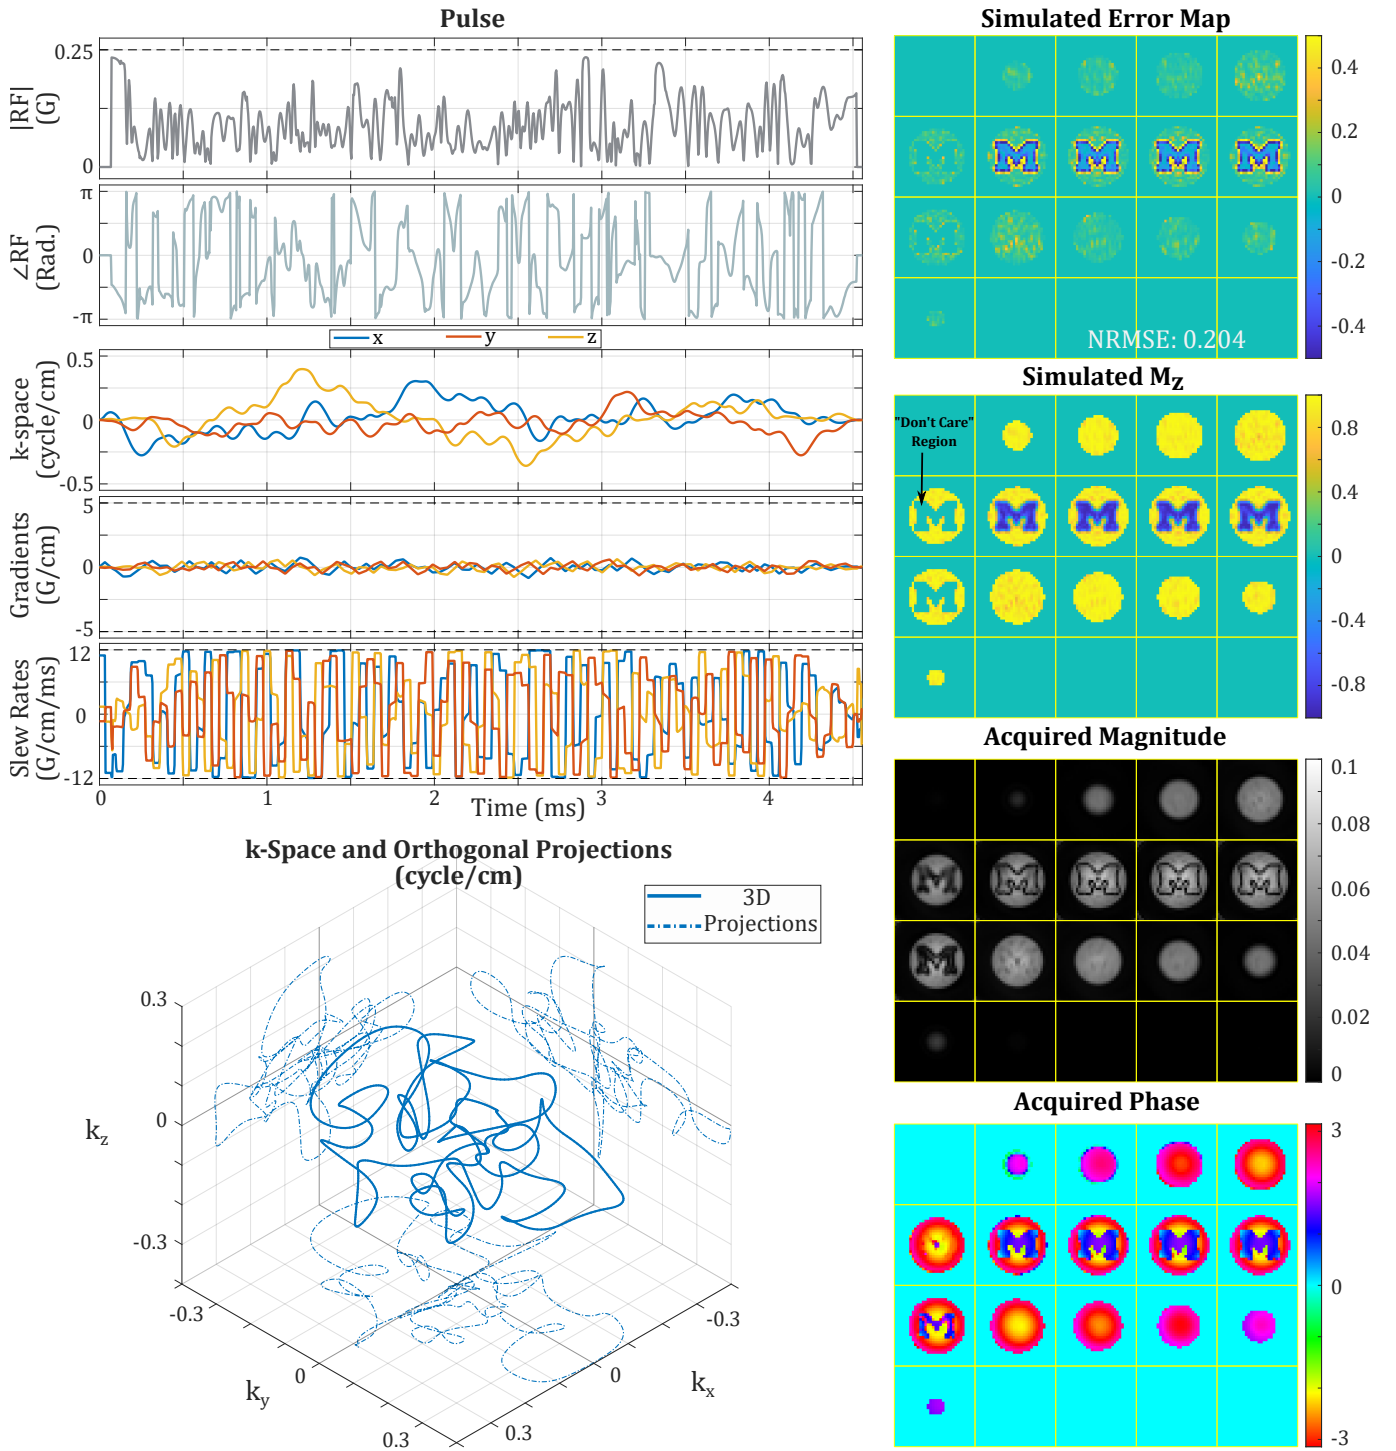 Pulse
0.25
0
|RF|
(G)
π
0
-π
∠RF
(Rad.)
x y z
0.5
0
-0.5
k-space
(cycle/cm)
5
0
-5
Gradients
(G/cm)
12
0
-12
Slew Rates
(G/cm/ms)
0 1 2 3 4
Time (ms)
k-Space and Orthogonal Projections
(cycle/cm)
3D
Projections
0.3
0
-0.3
kz
-0.3
0
0.3
ky
0.3
0
-0.3
kx
Simulated Error Map
NRMSE: 0.204
0.4
0.2
0
-0.2
-0.4
Simulated MZ
"Don't Care"
Region
0.8
0.4
0
-0.4
-0.8
Acquired Magnitude
0.1
0.08
0.06
0.04
0.02
0
Acquired Phase
3
0
-3